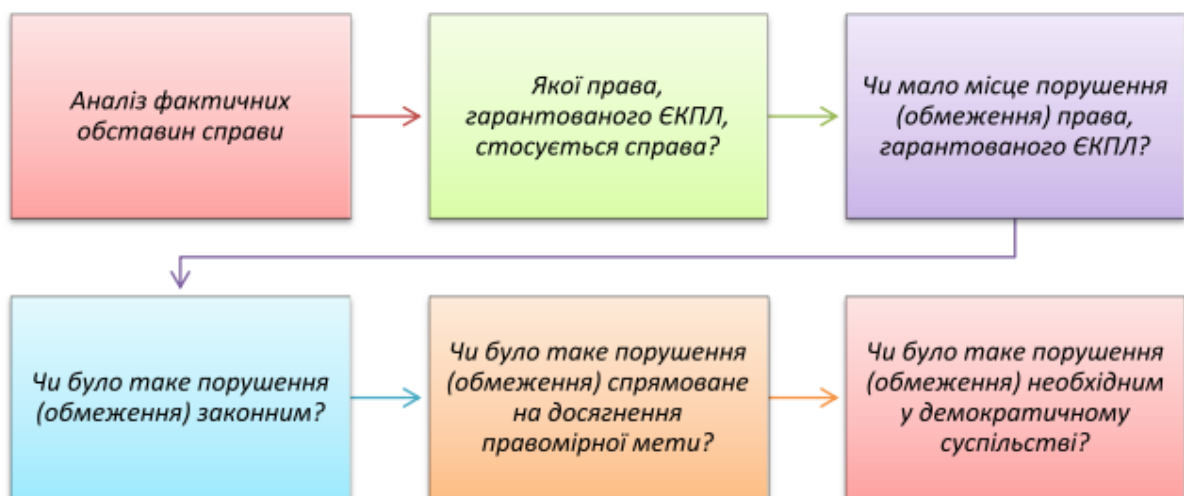 Аналіз фактичних
обставин справи
Якої права,
гарантованого ЄКПЛ,
стосується справа?
Чи мало місце порушення
(обмеження) права,
гарантованого ЄКПЛ?
Чи було таке порушення
(обмеження) законним?
Чи було таке порушення
(обмеження) спрямоване
на досягнення
правомірної мети?
Чи було таке порушення
(обмеження) необхідним
у демократичному
суспільстві?